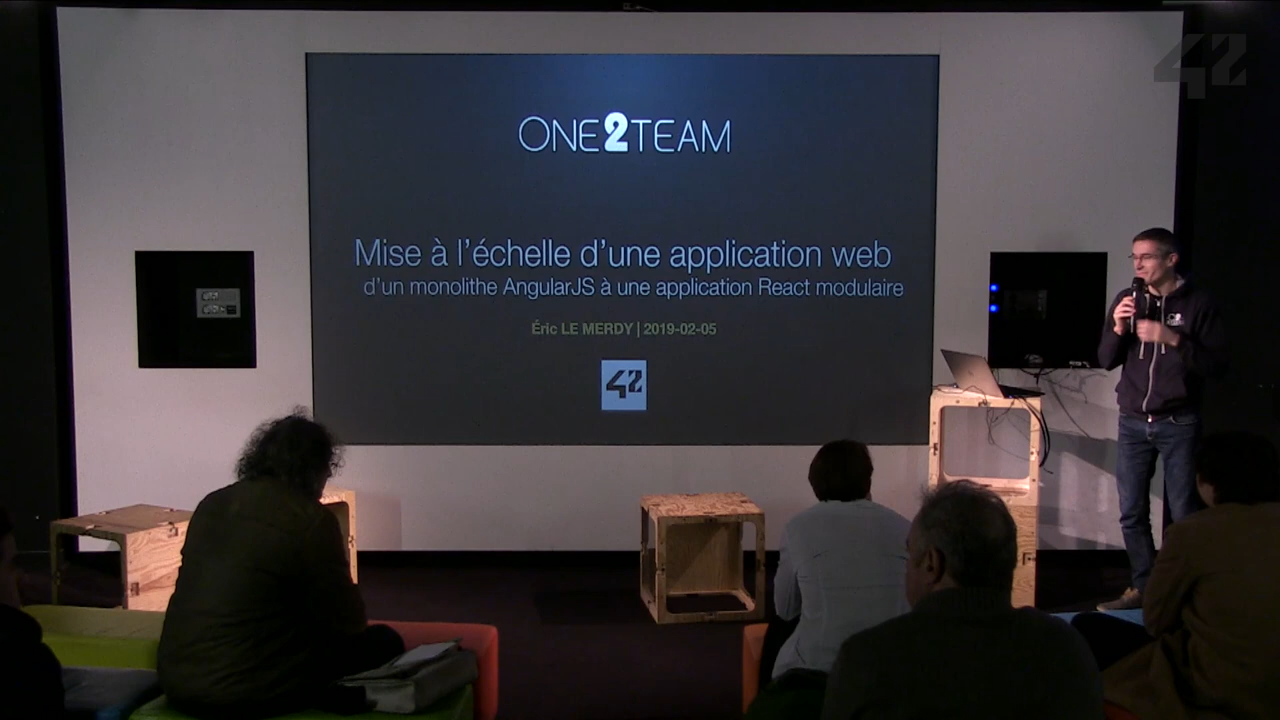 42
ONE2TEAM
Mise à l'échelle d'une application web
d'un monolithe AngularJS à une application React modulaire
Éric LE MERDY | 2019-02-05
42